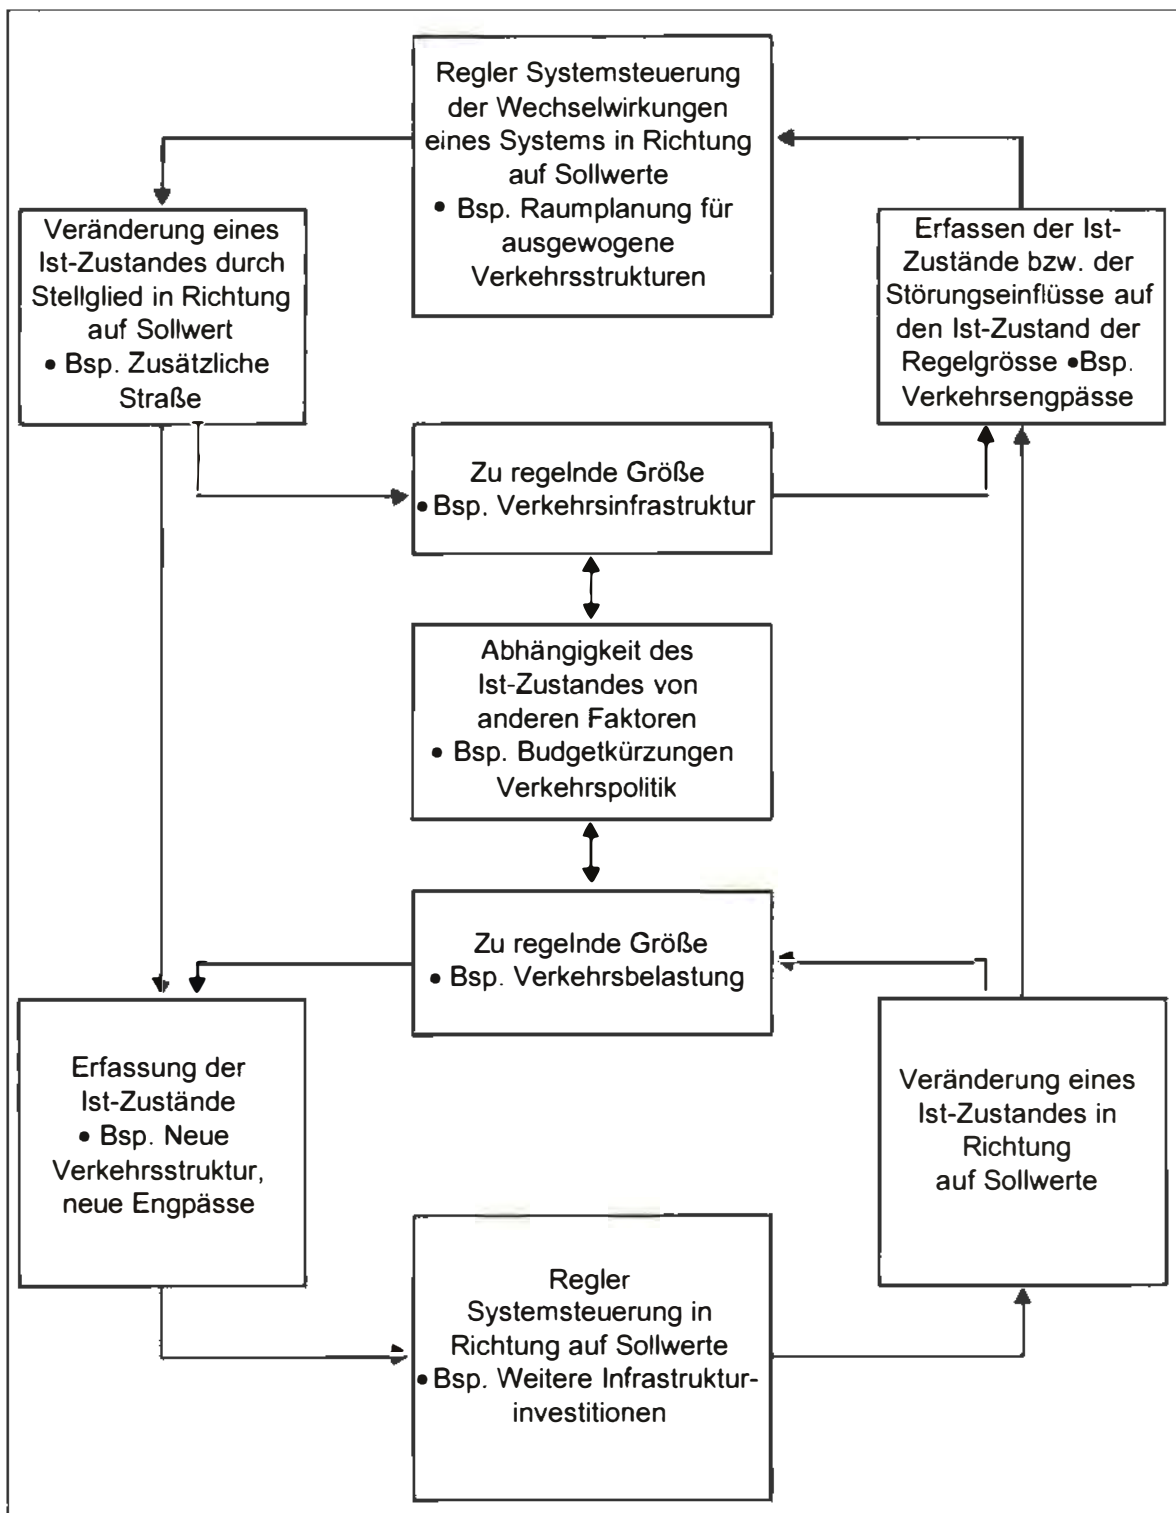 Regler Systemsteuerung
der Wechselwirkungen
eines Systems in Richtung
auf Sollwerte
• Bsp. Raumplanung für
ausgewogene
Verkehrsstrukturen
Veränderung eines
Ist-Zustandes durch
Stellglied in Richtung
auf Sollwert
• Bsp. Zusätzliche
Straße
Erfassen der Ist-
Zustände bzw. der
Störungseinflüsse auf
den Ist-Zustand der
Regelgrösse •Bsp.
Verkehrsengpässe
Zu regelnde Größe
• Bsp. Verkehrsinfrastruktur
Abhängigkeit des
Ist-Zustandes von
anderen Faktoren
• Bsp. Budgetkürzungen
Verkehrspolitik
Zu regelnde Größe
• Bsp. Verkehrsbelastung
Erfassung der
Ist-Zustände
• Bsp. Neue
Verkehrsstruktur,
neue Engpässe
Veränderung eines
Ist-Zustandes in
Richtung
auf Sollwerte
Regler
Systemsteuerung in
Richtung auf Sollwerte
• Bsp. Weitere Infrastruktur-
investitionen